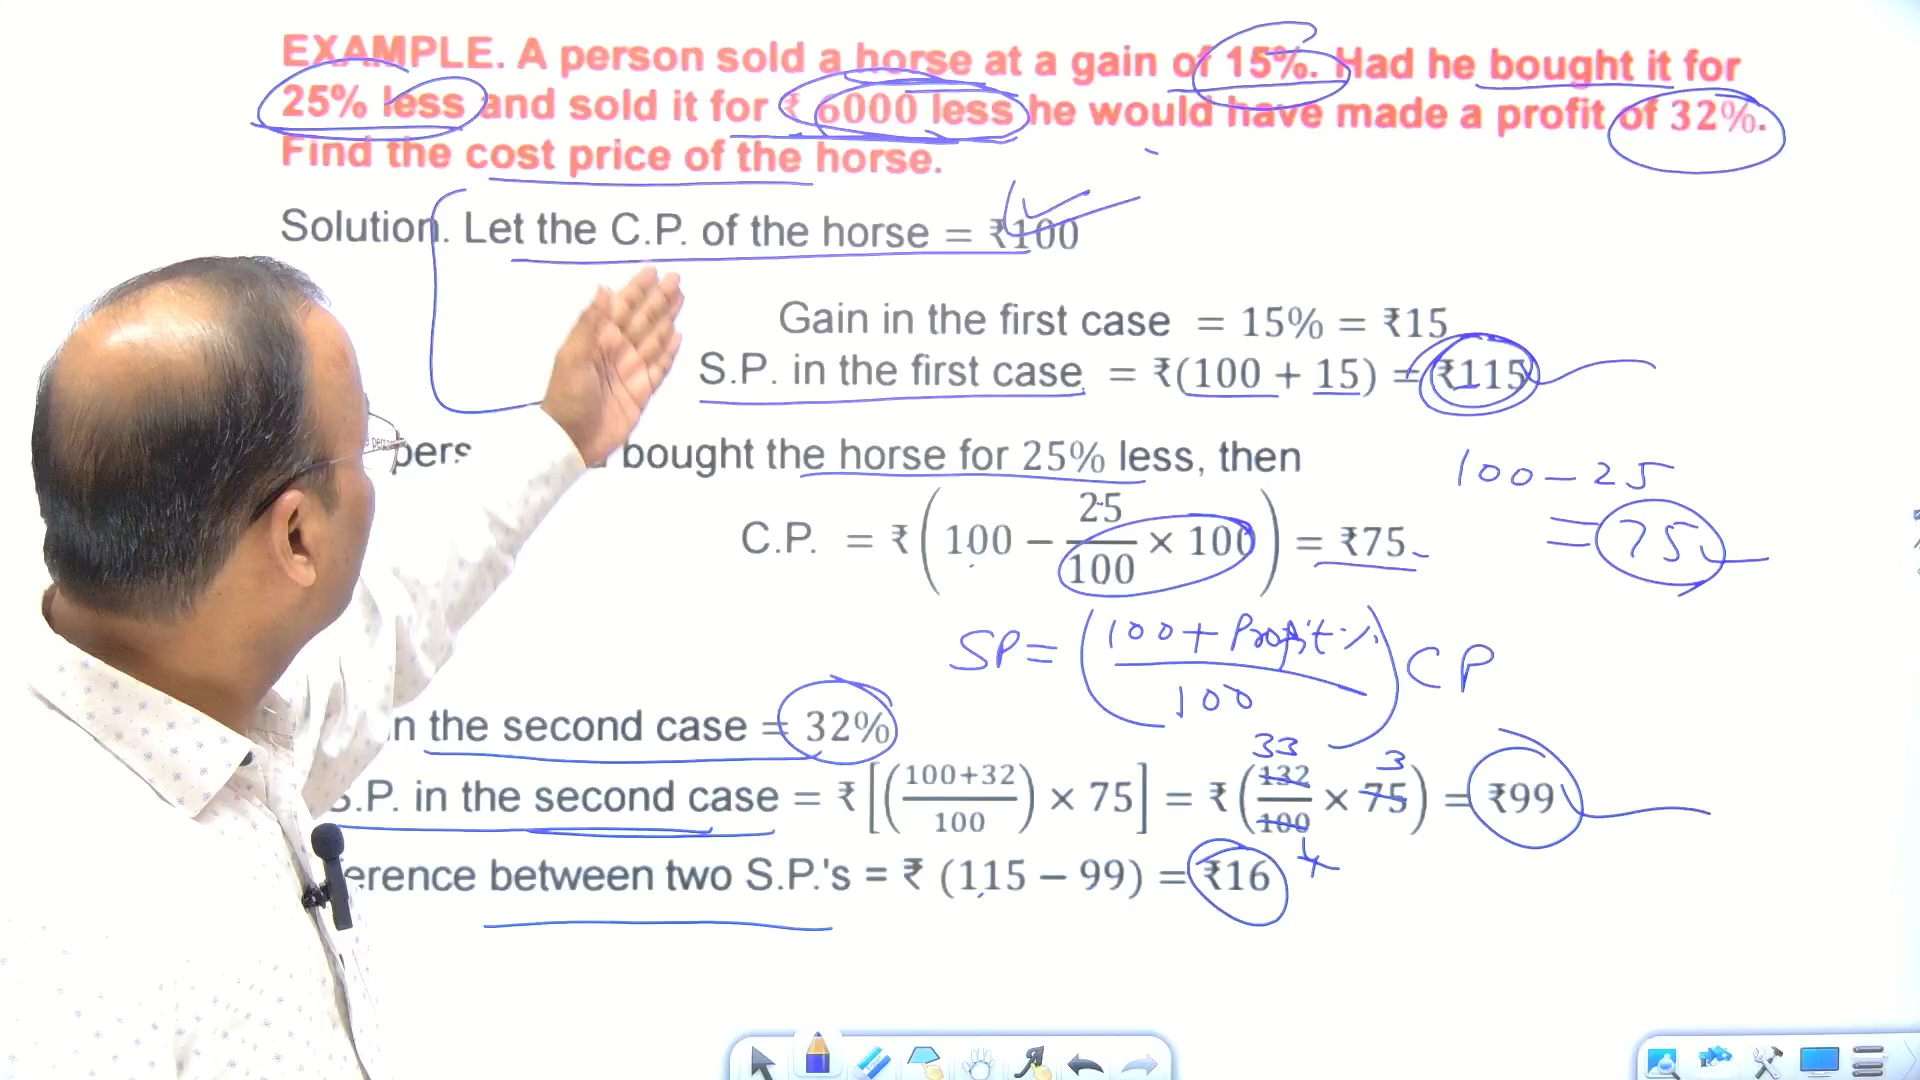 EXAMPLE. A person sold a horse at a gain of 15%. Had he bought it for
25% less and sold it for ₹ 6000 less he would have made a profit of 32%.
Find the cost price of the horse.
Solution. Let the C.P. of the horse = ₹100
Gain in the first case = 15% = ₹15
S.P. in the first case = ₹(100 + 15) = ₹115
bought the horse for 25% less, then
100 - 25
C.P. = ₹ (100 − 25/100 × 100) = ₹75
= 75
SP = (100 + Profit % / 100) CP
the second case = 32%
33 3
S.P. in the second case = ₹ [((100+32)/100) × 75] = ₹ (132/100 × 75) = ₹99
4
between two S.P.'s = ₹ (115 − 99) = ₹16